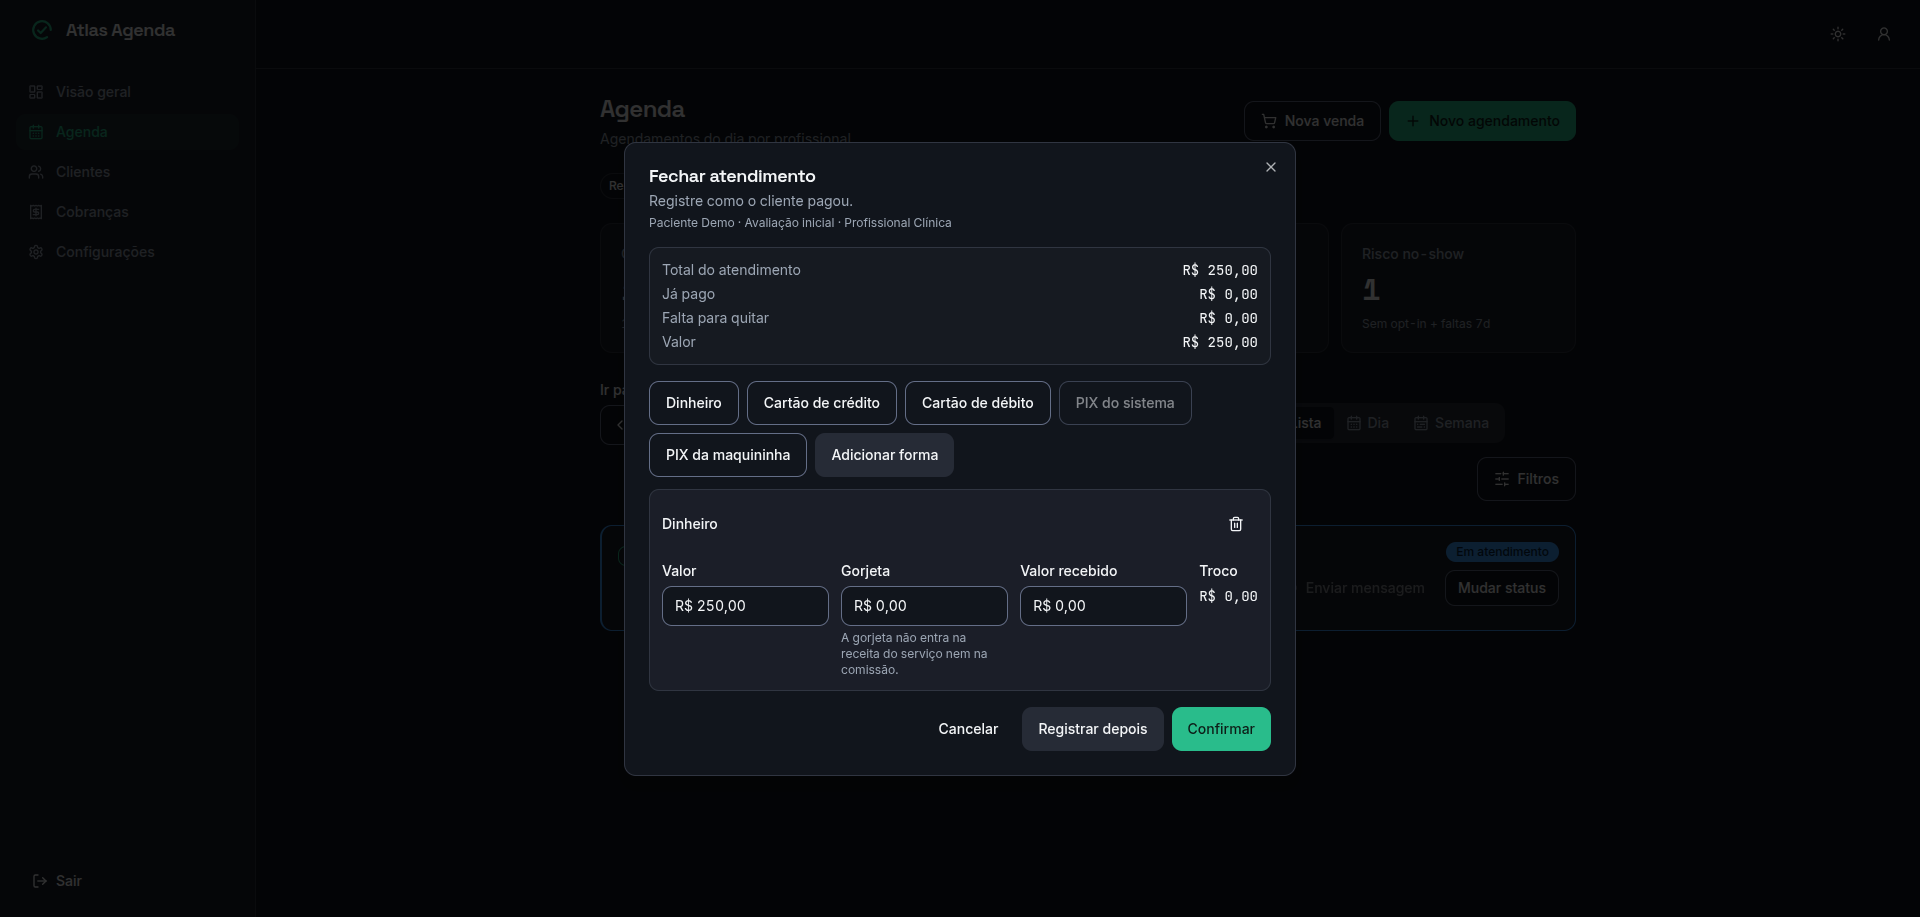 Atlas Agenda
Visão geral
Agenda
Clientes
Cobranças
Configurações
Sair
Agenda
Agendamentos do dia por profissional
Nova venda
Novo agendamento
Risco no-show
1
Sem opt-in + faltas 7d
Dia
Semana
Filtros
Em atendimento
Enviar mensagem
Mudar status
Fechar atendimento
Registre como o cliente pagou.
Paciente Demo · Avaliação inicial · Profissional Clínica
Total do atendimento R$ 250,00
Já pago R$ 0,00
Falta para quitar R$ 0,00
Valor R$ 250,00
Dinheiro Cartão de crédito Cartão de débito PIX do sistema
PIX da maquininha Adicionar forma
Dinheiro
Valor Gorjeta Valor recebido Troco
R$ 250,00 R$ 0,00 R$ 0,00 R$ 0,00
A gorjeta não entra na
receita do serviço nem na
comissão.
Cancelar Registrar depois Confirmar